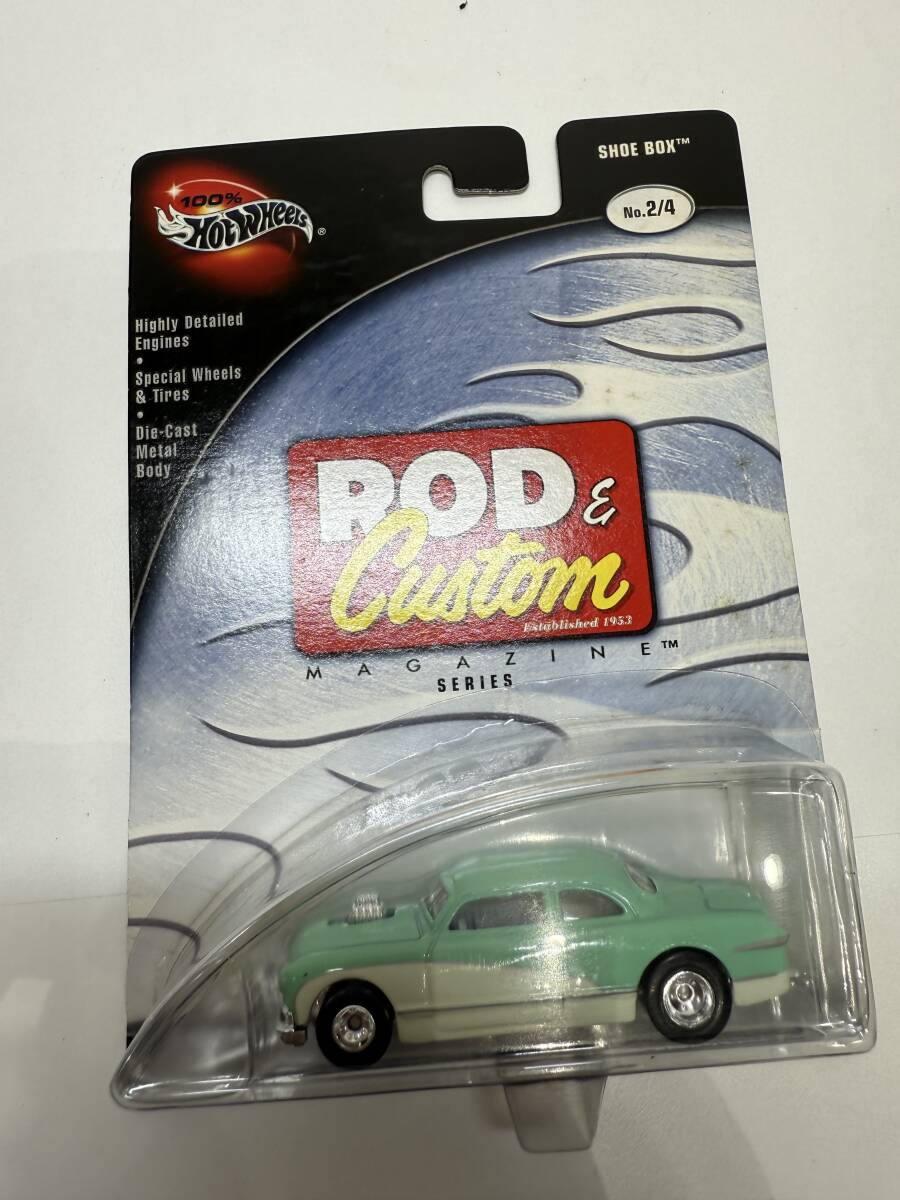 100%
Hot Wheels®
SHOE BOX™
No.2/4
Highly Detailed
Engines
•
Special Wheels
& Tires
•
Die-Cast
Metal
Body
ROD &
Custom
Established 1953
MAGAZINE™
SERIES